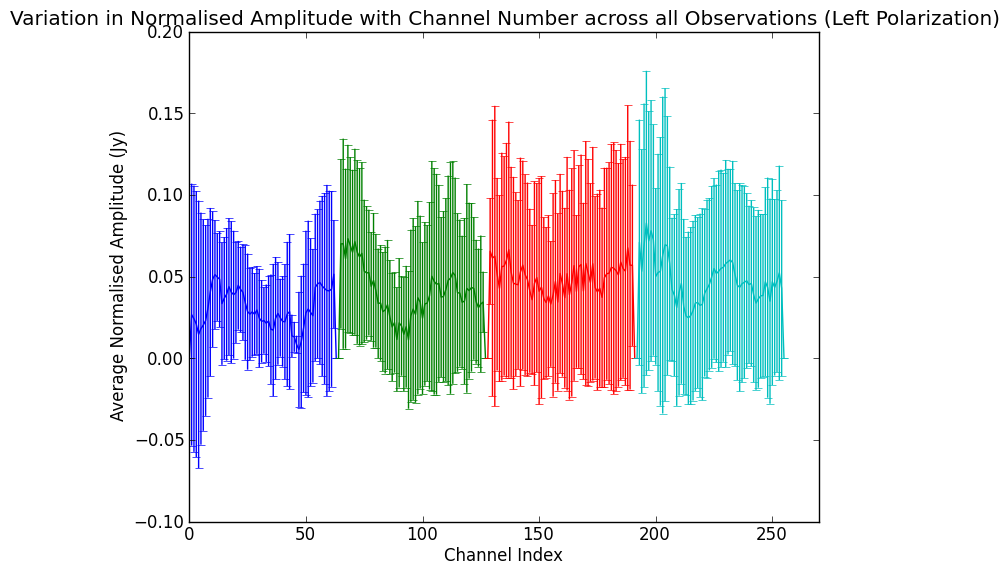 Variation in Normalised Amplitude with Channel Number across all Observations (Left Polarization)
0.20
0.15
0.10
0.05
0.00
−0.05
−0.10
Average Normalised Amplitude (Jy)
0 50 100 150 200 250
Channel Index